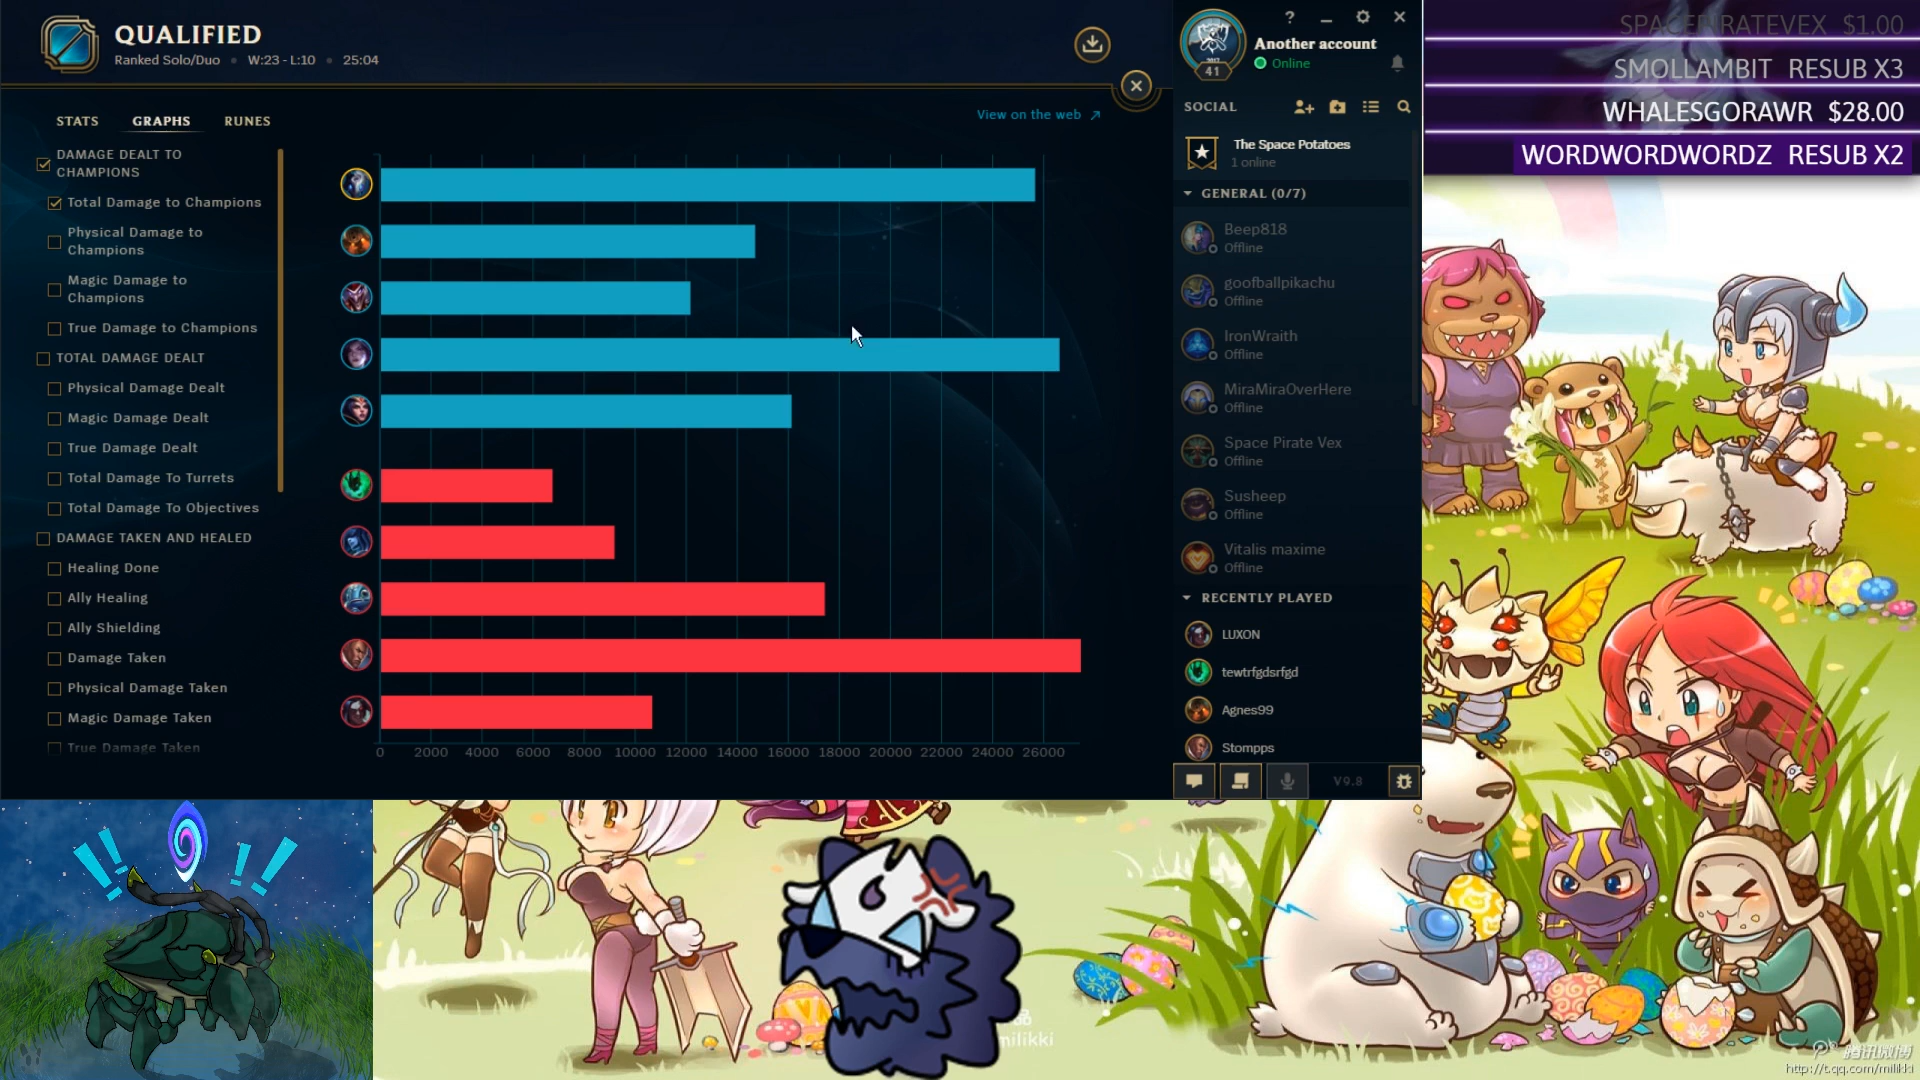 QUALIFIED
Ranked Solo/Duo • W:23 - L:10 • 25:04
STATS GRAPHS RUNES
View on the web
DAMAGE DEALT TO
CHAMPIONS
Total Damage to Champions
Physical Damage to
Champions
Magic Damage to
Champions
True Damage to Champions
TOTAL DAMAGE DEALT
Physical Damage Dealt
Magic Damage Dealt
True Damage Dealt
Total Damage To Turrets
Total Damage To Objectives
DAMAGE TAKEN AND HEALED
Healing Done
Ally Healing
Ally Shielding
Damage Taken
Physical Damage Taken
Magic Damage Taken
True Damage Taken
0 2000 4000 6000 8000 10000 12000 14000 16000 18000 20000 22000 24000 26000
?
Another account
Online
41
SOCIAL
The Space Potatoes
1 online
GENERAL (0/7)
Beep818
Offline
goofballpikachu
Offline
IronWraith
Offline
MiraMiraOverHere
Offline
Space Pirate Vex
Offline
Susheep
Offline
Vitalis maxime
Offline
RECENTLY PLAYED
LUXON
tewtrfgdsrfgd
Agnes99
Stompps
V9.8
SPACEPIRATEVEX $1.00
SMOLLAMBIT RESUB X3
WHALESGORAWR $28.00
WORDWORDWORDZ RESUB X2
milikki
腾讯微博
http://t.qq.com/milikki